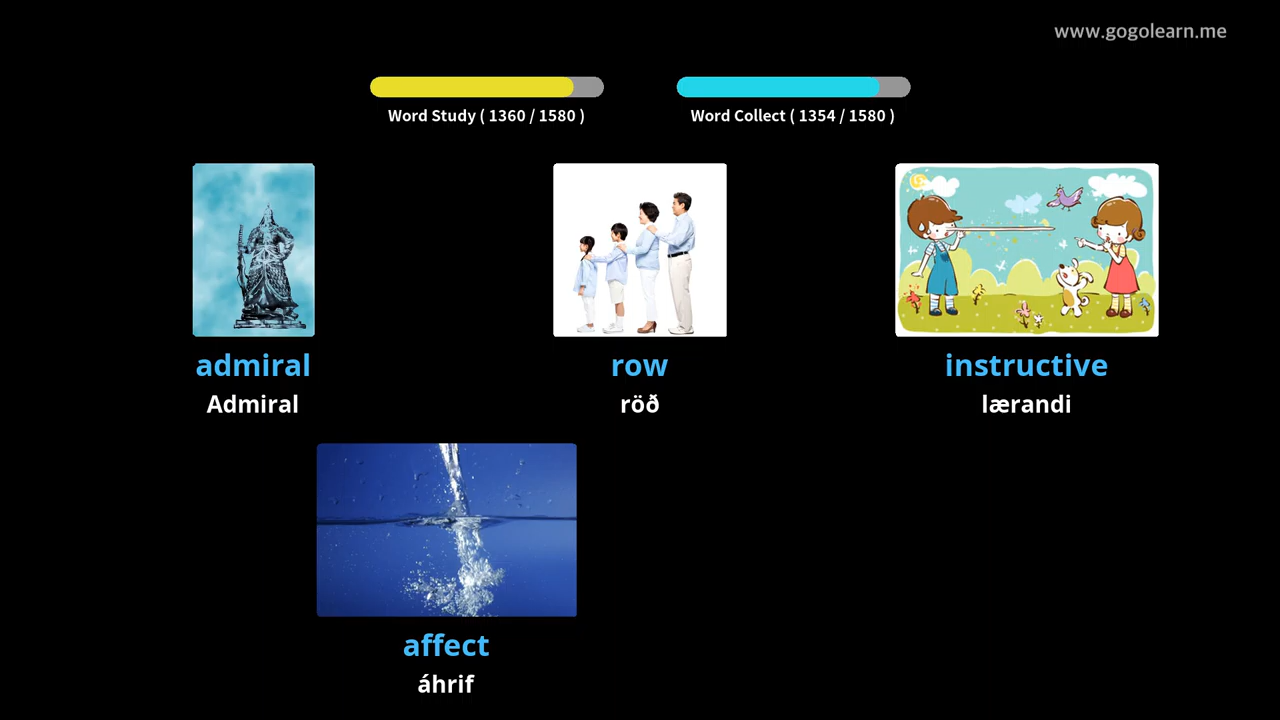 www.gogolearn.me
Word Study ( 1360 / 1580 )
Word Collect ( 1354 / 1580 )
admiral
Admiral
row
röð
instructive
lærandi
affect
áhrif